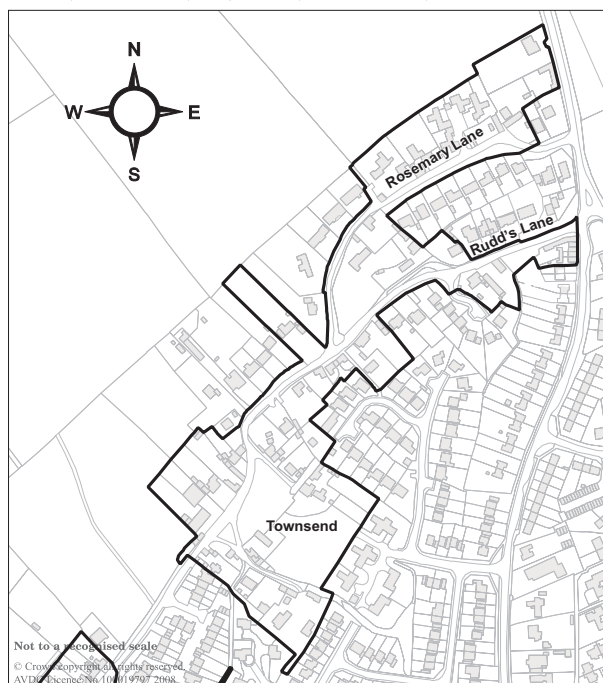 N
W E
S
Rosemary Lane
Rudd's Lane
Townsend
Not to a recognised scale
© Crown copyright all rights reserved.
AVDC Licence No 100019797 2008